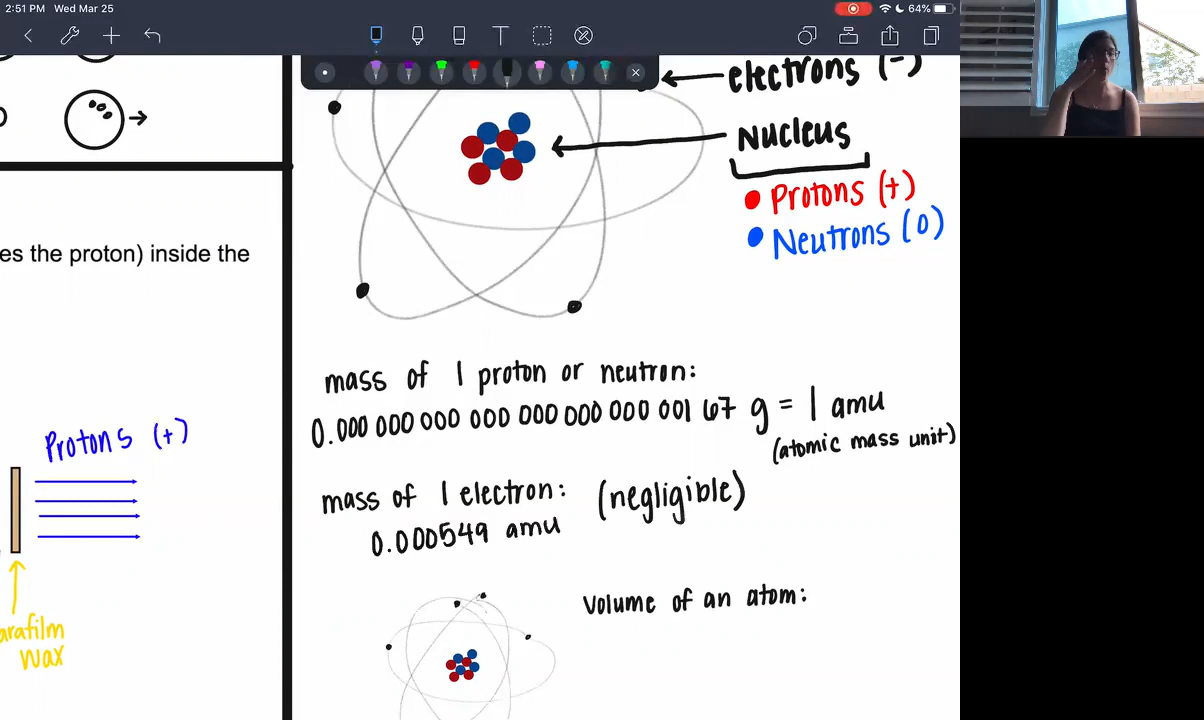 2:51 PM Wed Mar 25
64%
electrons (-)
Nucleus
Protons (+)
Neutrons (0)
es the proton) inside the
mass of 1 proton or neutron:
0.000 000 000 000 000 000 000 001 67 g = 1 amu
(atomic mass unit)
Protons (+)
mass of 1 electron: (negligible)
0.000549 amu
Volume of an atom:
arafilm
wax